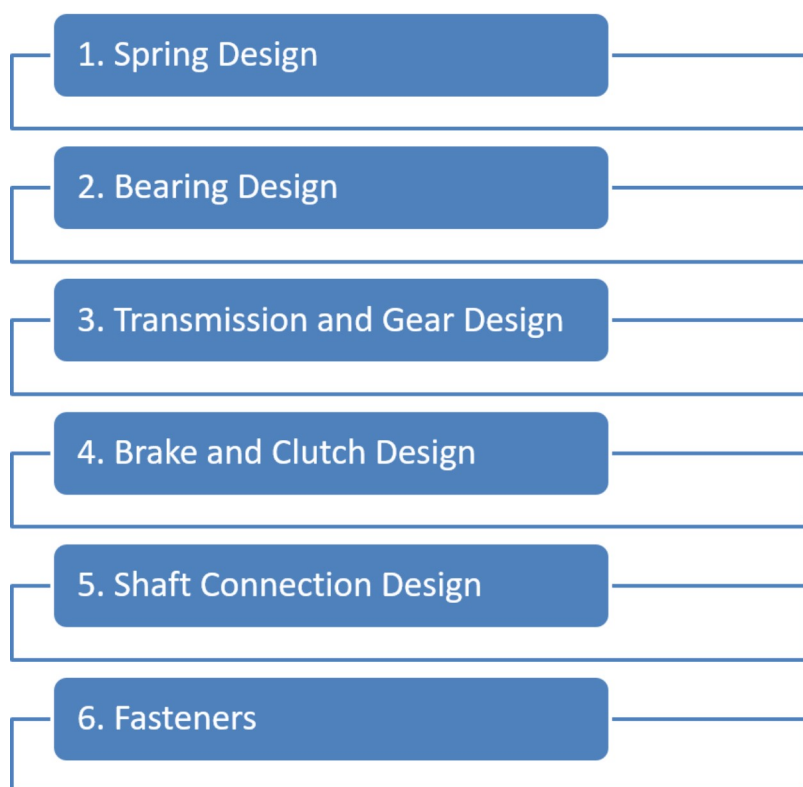 1. Spring Design
2. Bearing Design
3. Transmission and Gear Design
4. Brake and Clutch Design
5. Shaft Connection Design
6. Fasteners